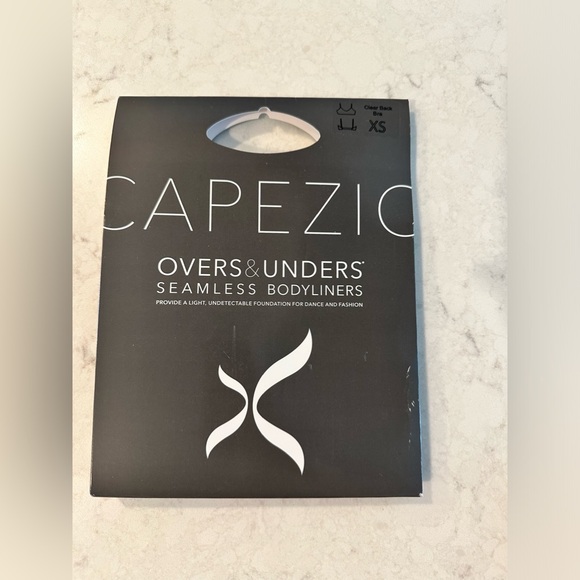 Clear Back
Bra
XS
CAPEZIO
OVERS&UNDERS®
SEAMLESS BODYLINERS
PROVIDE A LIGHT, UNDETECTABLE FOUNDATION FOR DANCE AND FASHION